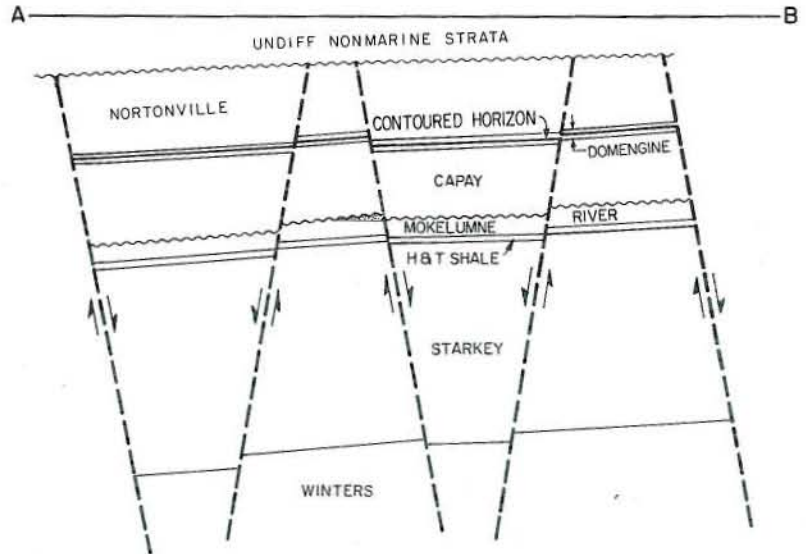 A B
UNDIFF NONMARINE STRATA
NORTONVILLE
CONTOURED HORIZON
DOMENGINE
CAPAY
MOKELUMNE RIVER
H & T SHALE
STARKEY
WINTERS